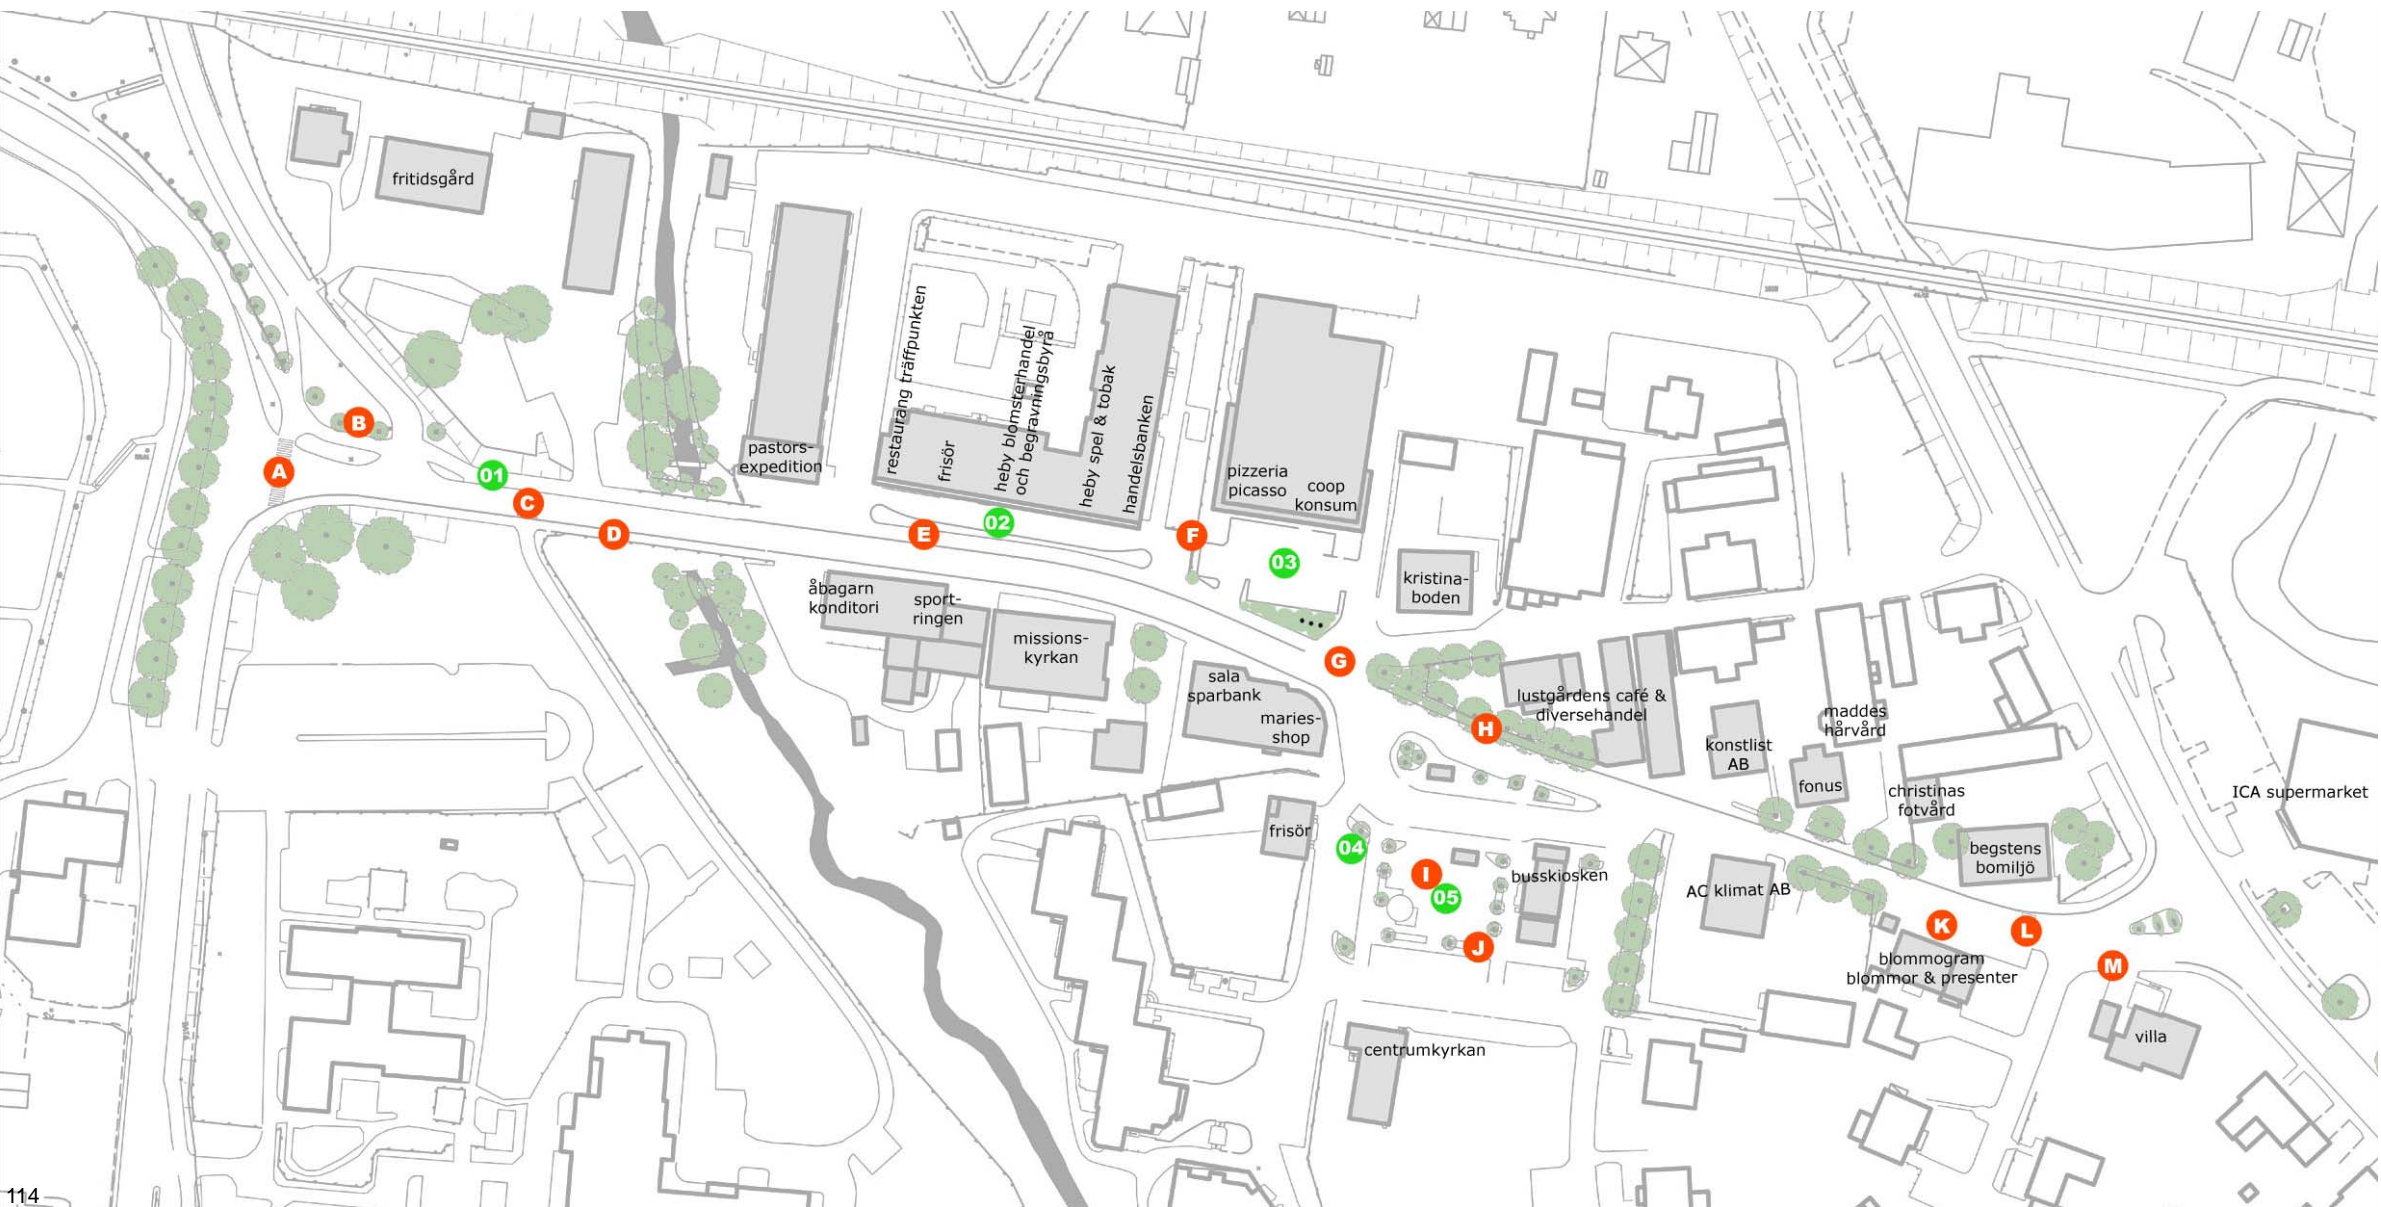 fritidsgård
B
A
01
C
D
pastors-
expedition
restaurang träffpunkten
frisör
heby blomsterhandel
och begravningsbyrå
heby spel & tobak
handelsbanken
E
02
F
pizzeria
picasso
coop
konsum
03
åbagarn
konditori
sport-
ringen
missions-
kyrkan
sala
sparbank
maries-
shop
G
kristina-
boden
H
lustgårdens café &
diversehandel
konstlist
AB
maddes
hårvård
fonus
christinas
fotvård
begstens
bomiljö
ICA supermarket
frisör
04
I
05
J
busskiosken
AC klimat AB
K
L
M
blommogram
blommor & presenter
villa
centrumkyrkan
114